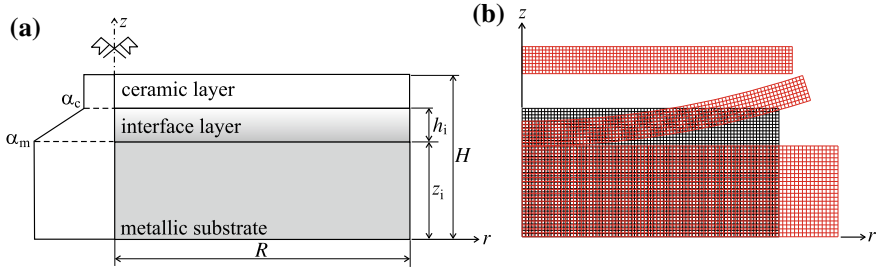 (a)
z
α_c
ceramic layer
interface layer
h_i
α_m
H
z_i
metallic substrate
r
R
(b)
z
r